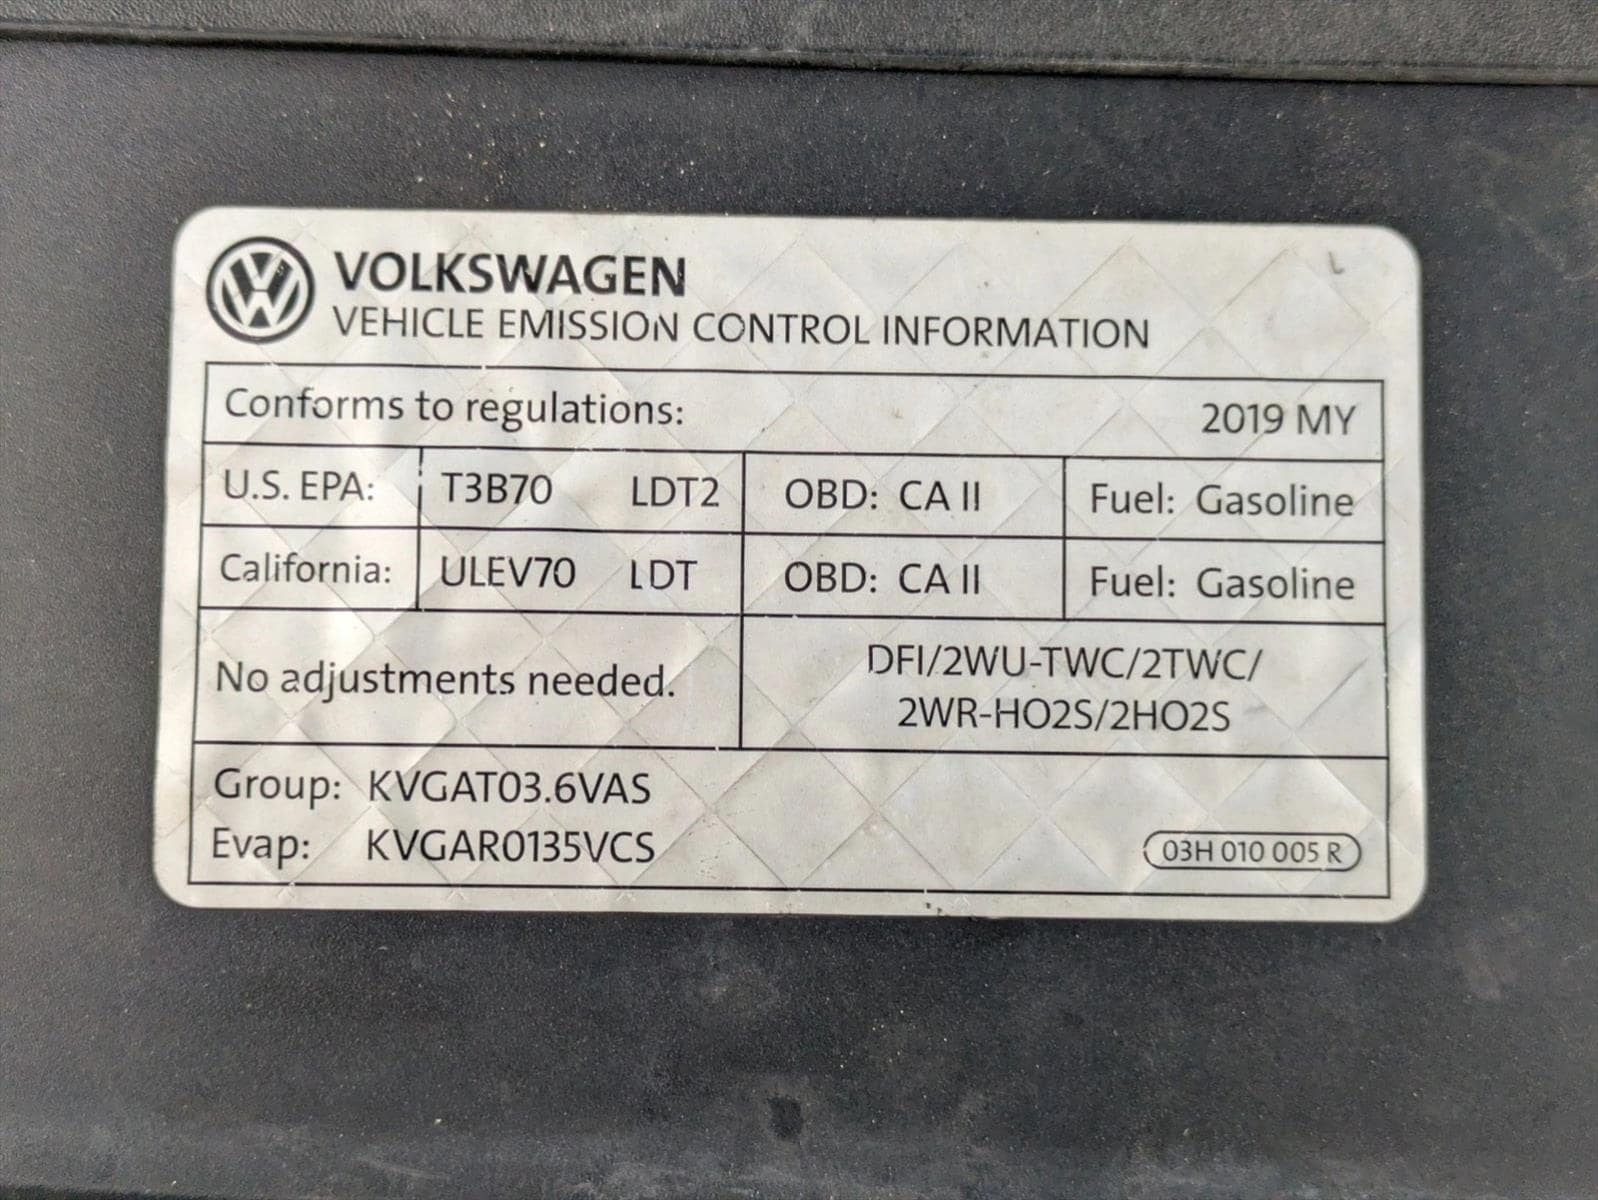 VOLKSWAGEN
VEHICLE EMISSION CONTROL INFORMATION
Conforms to regulations: 2019 MY
U.S. EPA: T3B70 LDT2 OBD: CA II Fuel: Gasoline
California: ULEV70 LDT OBD: CA II Fuel: Gasoline
No adjustments needed.
DFI/2WU-TWC/2TWC/
2WR-HO2S/2HO2S
Group: KVGAT03.6VAS
Evap: KVGAR0135VCS
03H 010 005 R